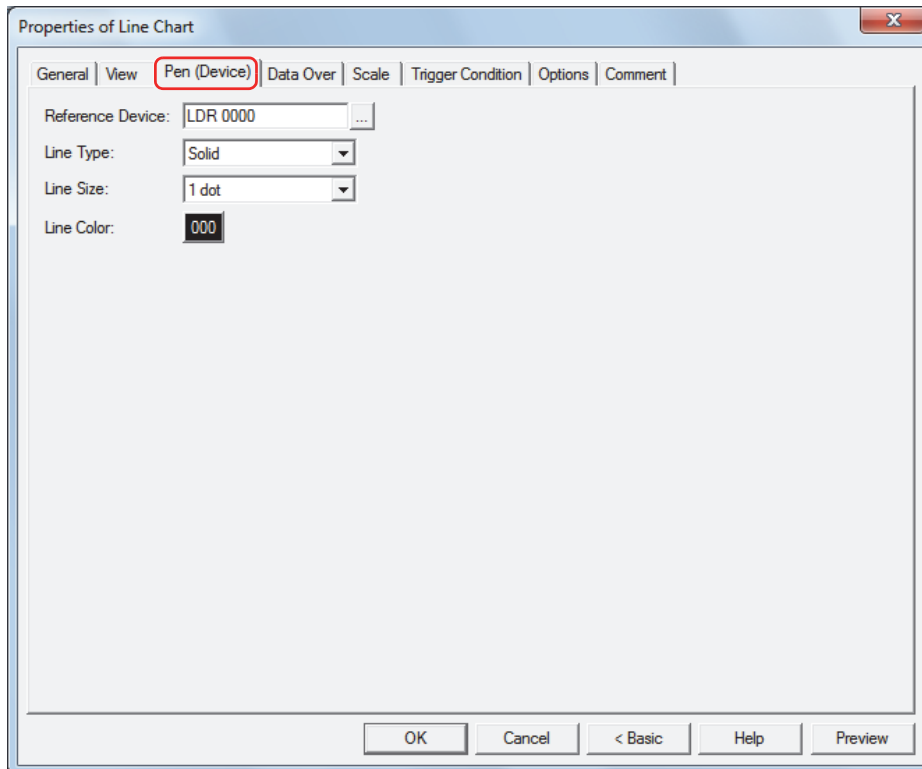 Properties of Line Chart
General View Pen (Device) Data Over Scale Trigger Condition Options Comment
Reference Device: LDR 0000 ...
Line Type: Solid
Line Size: 1 dot
Line Color: 000
OK Cancel < Basic Help Preview